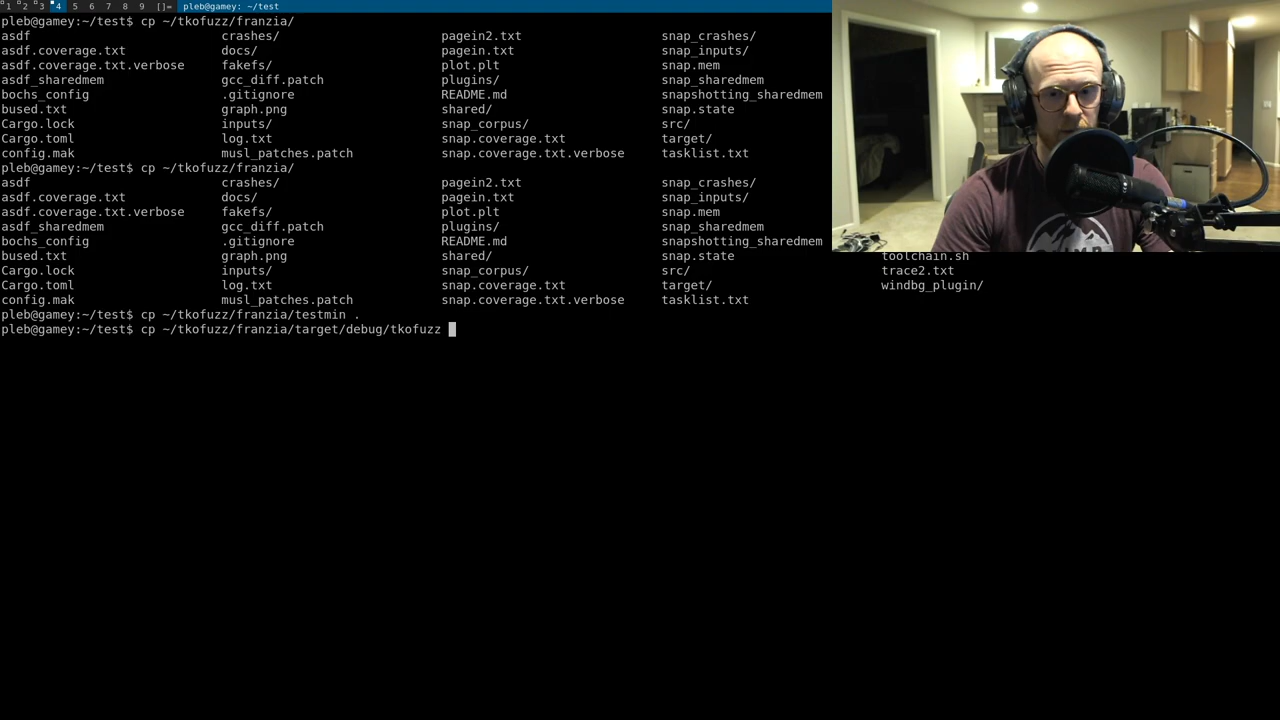 1 2 3 4 5 6 7 8 9 []= pleb@gamey: ~/test
pleb@gamey:~/test$ cp ~/tkofuzz/franzia/
asdf crashes/ pagein2.txt snap_crashes/
asdf.coverage.txt docs/ pagein.txt snap_inputs/
asdf.coverage.txt.verbose fakefs/ plot.plt snap.mem
asdf_sharedmem gcc_diff.patch plugins/ snap_sharedmem
bochs_config .gitignore README.md snapshotting_sharedmem
bused.txt graph.png shared/ snap.state
Cargo.lock inputs/ snap_corpus/ src/
Cargo.toml log.txt snap.coverage.txt target/
config.mak musl_patches.patch snap.coverage.txt.verbose tasklist.txt
pleb@gamey:~/test$ cp ~/tkofuzz/franzia/
asdf crashes/ pagein2.txt snap_crashes/
asdf.coverage.txt docs/ pagein.txt snap_inputs/
asdf.coverage.txt.verbose fakefs/ plot.plt snap.mem
asdf_sharedmem gcc_diff.patch plugins/ snap_sharedmem
bochs_config .gitignore README.md snapshotting_sharedmem
bused.txt graph.png shared/ snap.state toolchain.sh
Cargo.lock inputs/ snap_corpus/ src/ trace2.txt
Cargo.toml log.txt snap.coverage.txt target/ windbg_plugin/
config.mak musl_patches.patch snap.coverage.txt.verbose tasklist.txt
pleb@gamey:~/test$ cp ~/tkofuzz/franzia/testmin .
pleb@gamey:~/test$ cp ~/tkofuzz/franzia/target/debug/tkofuzz